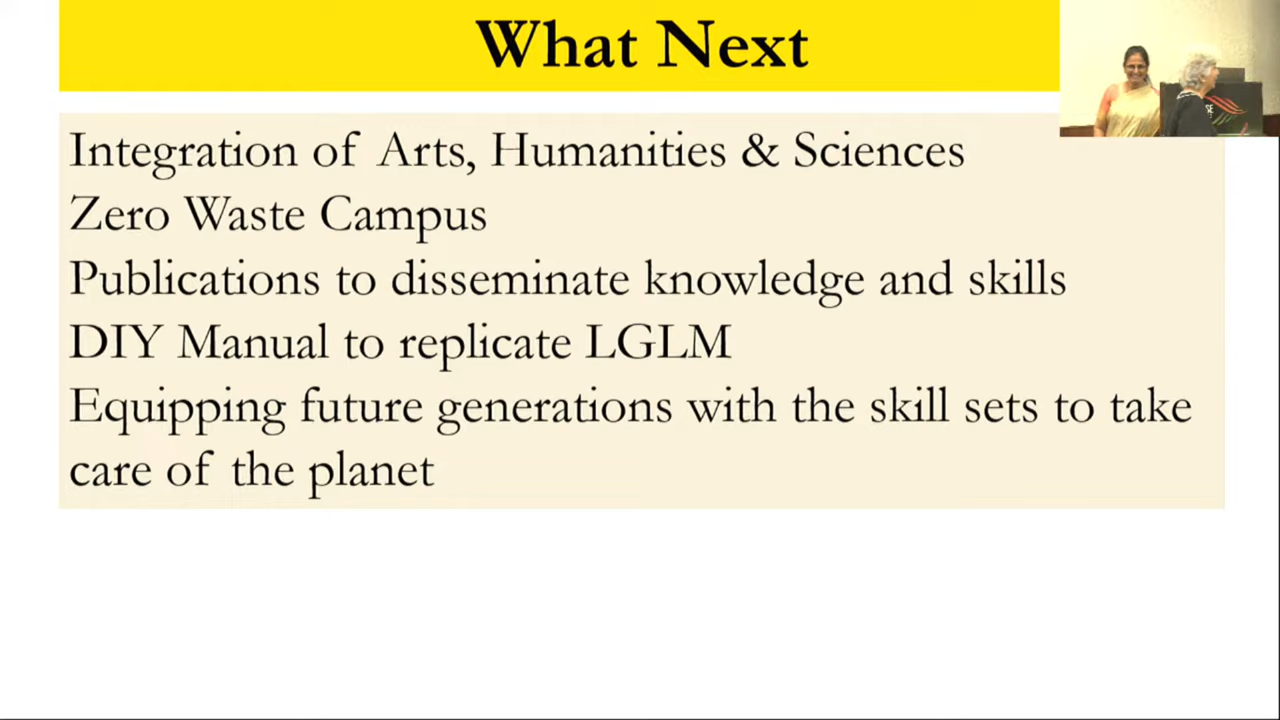 What Next
Integration of Arts, Humanities & Sciences
Zero Waste Campus
Publications to disseminate knowledge and skills
DIY Manual to replicate LGLM
Equipping future generations with the skill sets to take
care of the planet